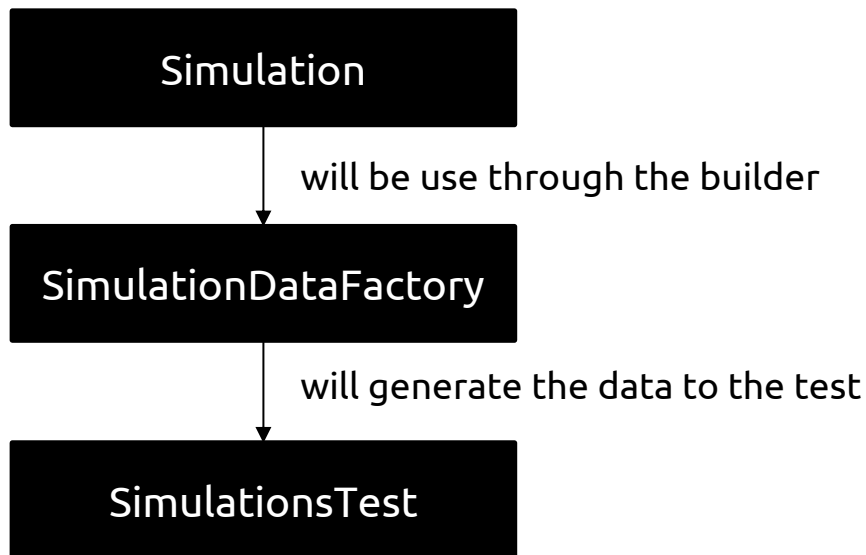 Simulation
will be use through the builder
SimulationDataFactory
will generate the data to the test
SimulationsTest